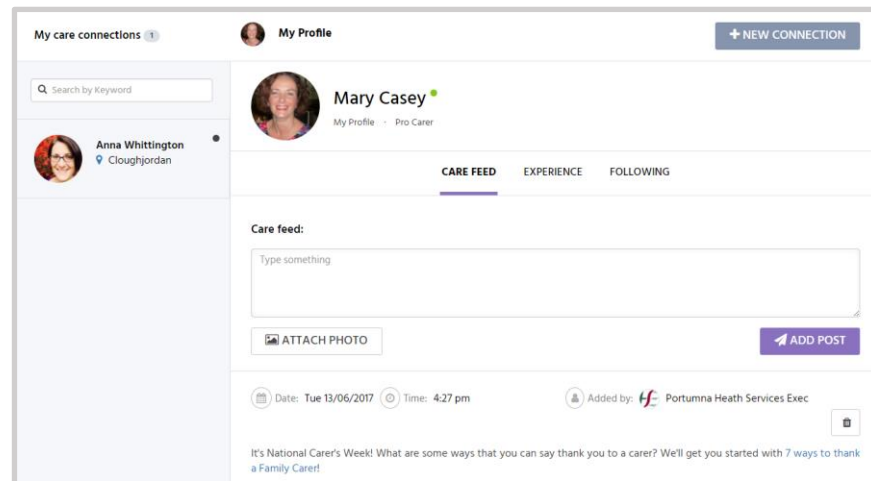 My care connections 1
My Profile
+ NEW CONNECTION
Search by Keyword
Anna Whittington
Cloughjordan
Mary Casey
My Profile · Pro Carer
CARE FEED EXPERIENCE FOLLOWING
Care feed:
Type something
ATTACH PHOTO
ADD POST
Date: Tue 13/06/2017 Time: 4:27 pm Added by: Portumna Heath Services Exec
It's National Carer's Week! What are some ways that you can say thank you to a carer? We'll get you started with 7 ways to thank
a Family Carer!